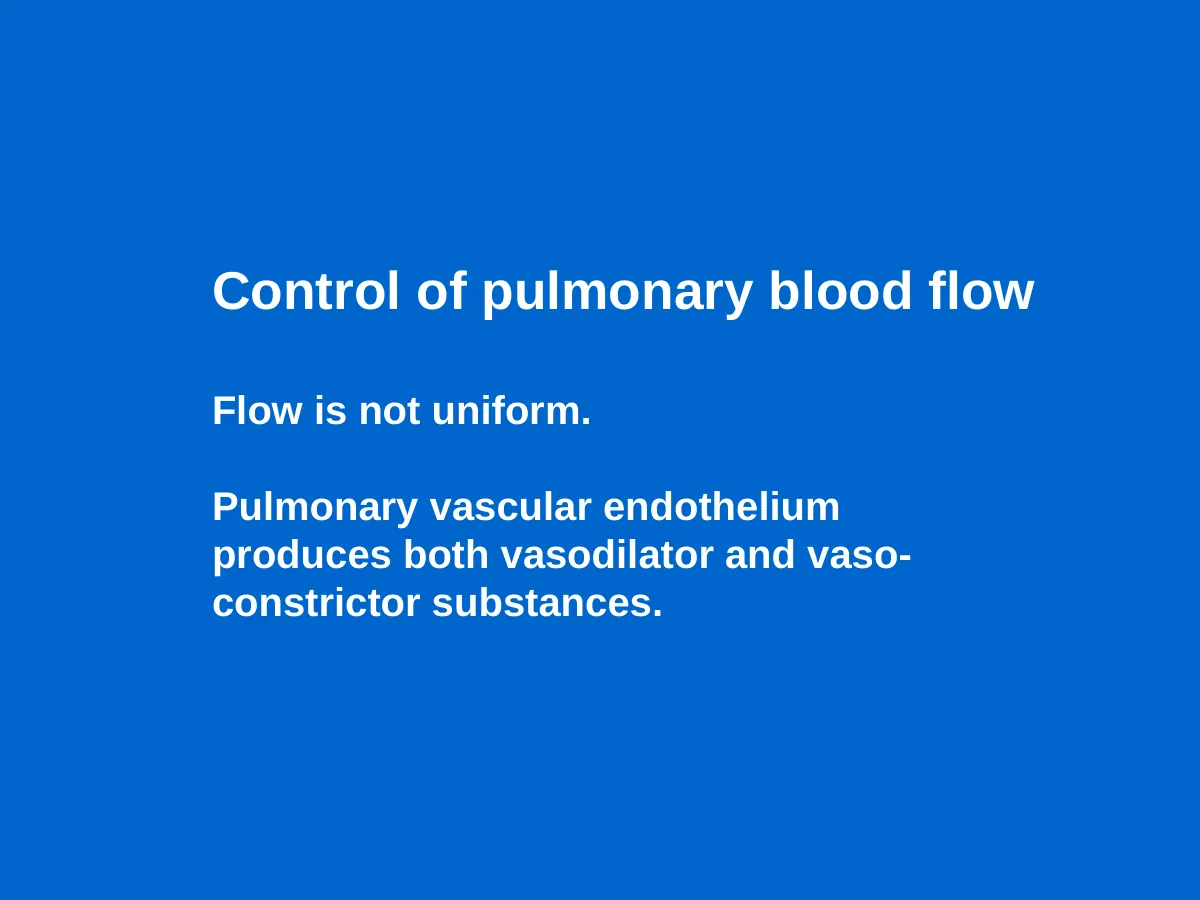 Control of pulmonary blood flow
Flow is not uniform.
Pulmonary vascular endothelium
produces both vasodilator and vaso-
constrictor substances.